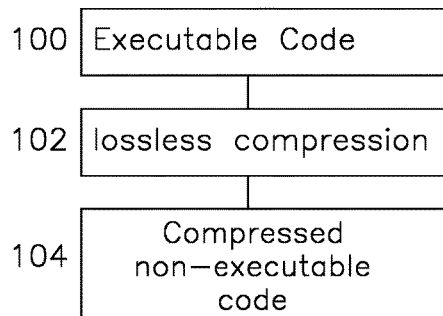 100 Executable Code
102 lossless compression
104 Compressed
non-executable
code